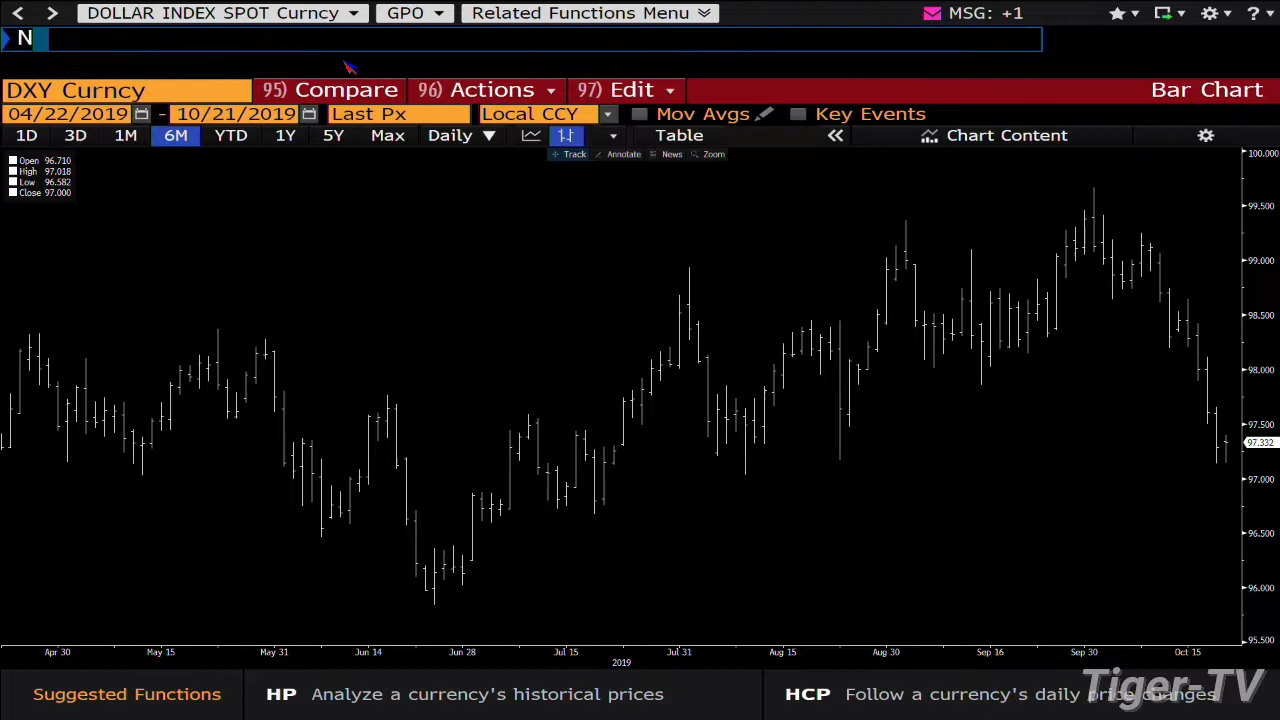 DOLLAR INDEX SPOT Curncy GPO Related Functions Menu MSG: +1 ?
N
DXY Curncy 95) Compare 96) Actions 97) Edit Bar Chart
04/22/2019 - 10/21/2019 Last Px Local CCY Mov Avgs Key Events
1D 3D 1M 6M YTD 1Y 5Y Max Daily Table Chart Content
Track Annotate News Zoom
Open 96.710
High 97.018
Low 96.582
Close 97.000
100.000
99.500
99.000
98.500
98.000
97.500
97.332
97.000
96.500
96.000
95.500
Apr 30 May 15 May 31 Jun 14 Jun 28 Jul 15 Jul 31 Aug 15 Aug 30 Sep 16 Sep 30 Oct 15
2019
Suggested Functions HP Analyze a currency's historical prices HCP Follow a currency's daily price changes
Tiger-TV